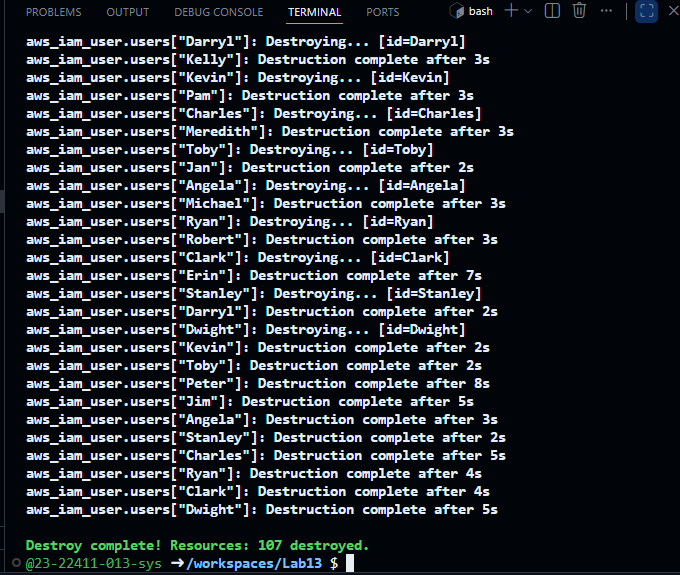 PROBLEMS OUTPUT DEBUG CONSOLE TERMINAL PORTS bash
aws_iam_user.users["Darryl"]: Destroying... [id=Darryl]
aws_iam_user.users["Kelly"]: Destruction complete after 3s
aws_iam_user.users["Kevin"]: Destroying... [id=Kevin]
aws_iam_user.users["Pam"]: Destruction complete after 3s
aws_iam_user.users["Charles"]: Destroying... [id=Charles]
aws_iam_user.users["Meredith"]: Destruction complete after 3s
aws_iam_user.users["Toby"]: Destroying... [id=Toby]
aws_iam_user.users["Jan"]: Destruction complete after 2s
aws_iam_user.users["Angela"]: Destroying... [id=Angela]
aws_iam_user.users["Michael"]: Destruction complete after 3s
aws_iam_user.users["Ryan"]: Destroying... [id=Ryan]
aws_iam_user.users["Robert"]: Destruction complete after 3s
aws_iam_user.users["Clark"]: Destroying... [id=Clark]
aws_iam_user.users["Erin"]: Destruction complete after 7s
aws_iam_user.users["Stanley"]: Destroying... [id=Stanley]
aws_iam_user.users["Darryl"]: Destruction complete after 2s
aws_iam_user.users["Dwight"]: Destroying... [id=Dwight]
aws_iam_user.users["Kevin"]: Destruction complete after 2s
aws_iam_user.users["Toby"]: Destruction complete after 2s
aws_iam_user.users["Peter"]: Destruction complete after 8s
aws_iam_user.users["Jim"]: Destruction complete after 5s
aws_iam_user.users["Angela"]: Destruction complete after 3s
aws_iam_user.users["Stanley"]: Destruction complete after 2s
aws_iam_user.users["Charles"]: Destruction complete after 5s
aws_iam_user.users["Ryan"]: Destruction complete after 4s
aws_iam_user.users["Clark"]: Destruction complete after 4s
aws_iam_user.users["Dwight"]: Destruction complete after 5s
Destroy complete! Resources: 107 destroyed.
@23-22411-013-sys ➜/workspaces/Lab13 $